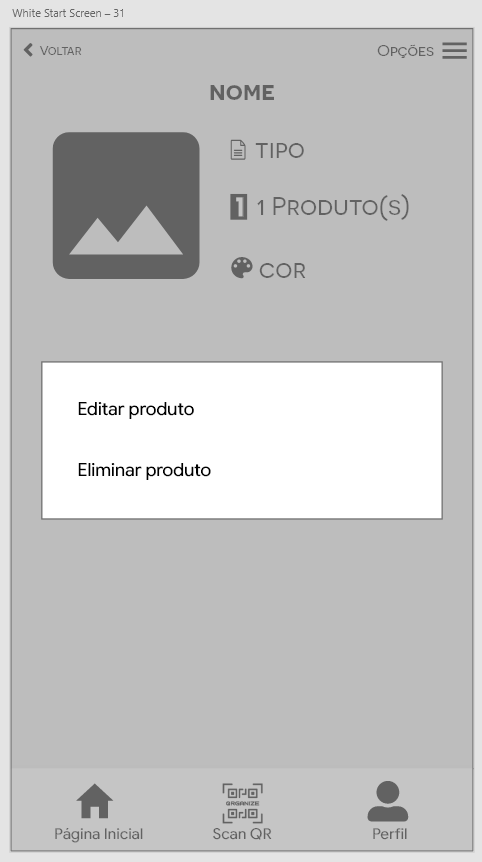 White Start Screen – 31
Voltar
Opções
NOME
TIPO
1 1 Produto(s)
COR
Editar produto
Eliminar produto
ORGANIZE
Página Inicial
Scan QR
Perfil